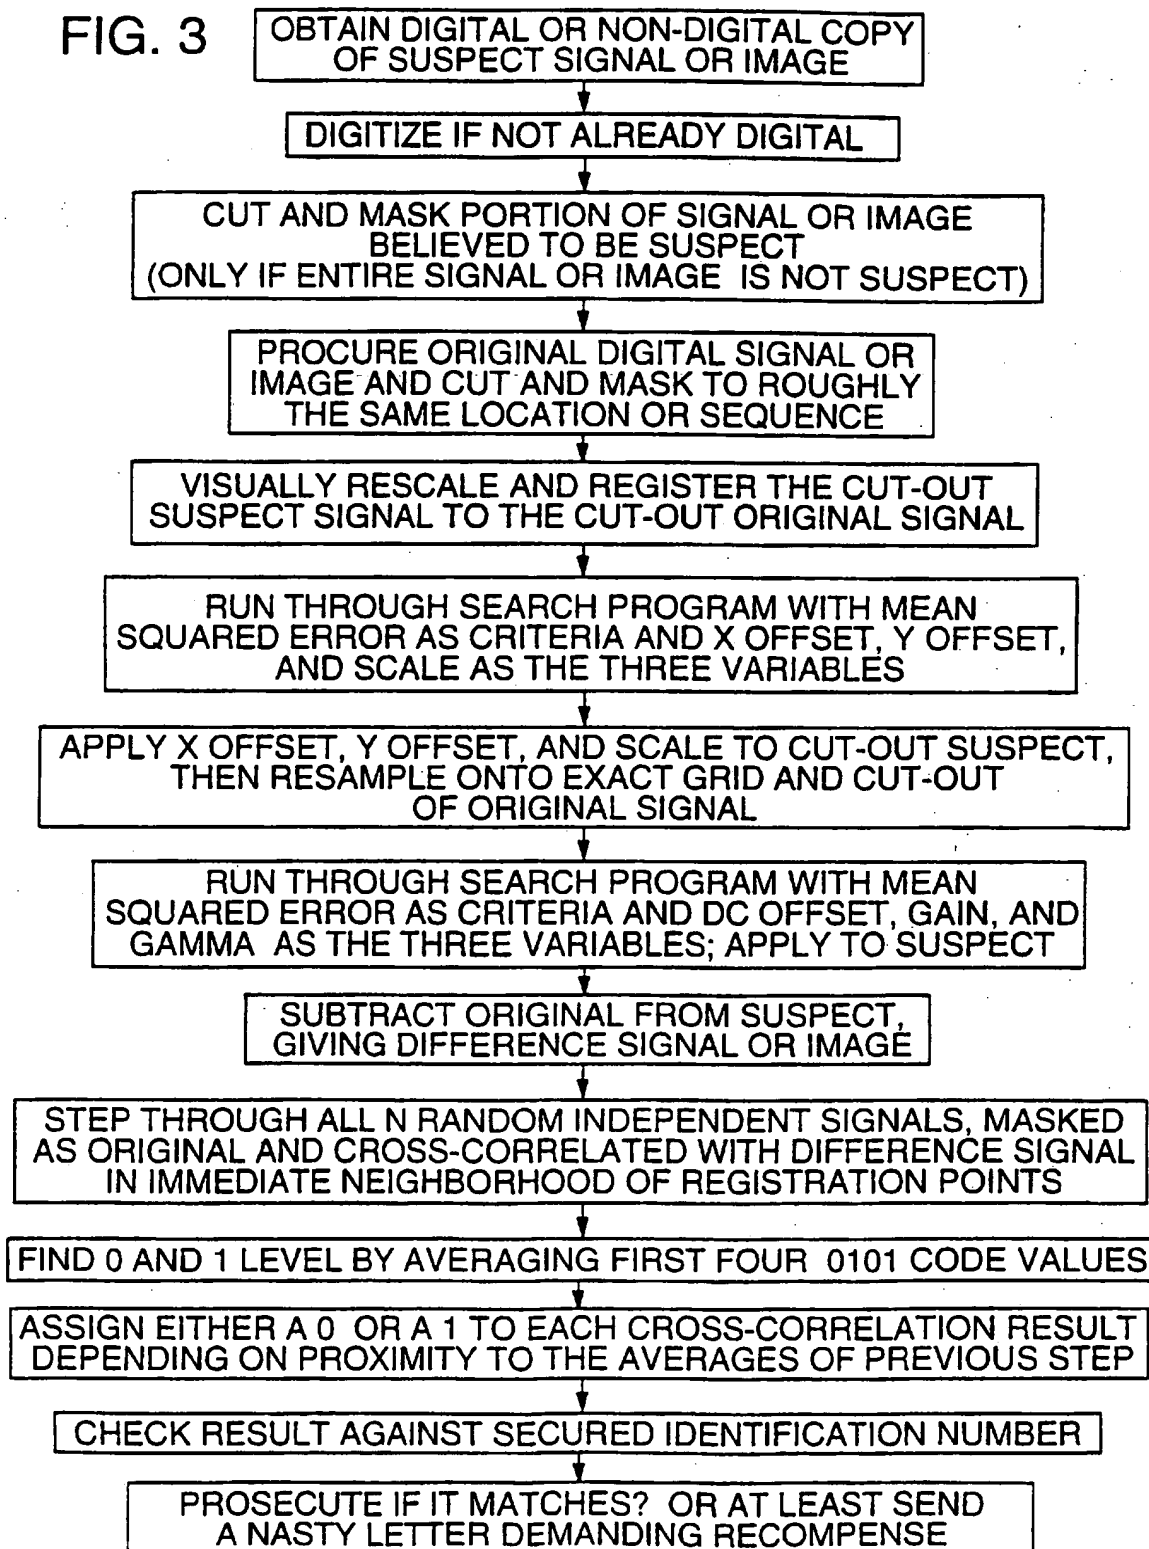 FIG. 3
OBTAIN DIGITAL OR NON-DIGITAL COPY
OF SUSPECT SIGNAL OR IMAGE
DIGITIZE IF NOT ALREADY DIGITAL
CUT AND MASK PORTION OF SIGNAL OR IMAGE
BELIEVED TO BE SUSPECT
(ONLY IF ENTIRE SIGNAL OR IMAGE IS NOT SUSPECT)
PROCURE ORIGINAL DIGITAL SIGNAL OR
IMAGE AND CUT AND MASK TO ROUGHLY
THE SAME LOCATION OR SEQUENCE
VISUALLY RESCALE AND REGISTER THE CUT-OUT
SUSPECT SIGNAL TO THE CUT-OUT ORIGINAL SIGNAL
RUN THROUGH SEARCH PROGRAM WITH MEAN
SQUARED ERROR AS CRITERIA AND X OFFSET, Y OFFSET,
AND SCALE AS THE THREE VARIABLES
APPLY X OFFSET, Y OFFSET, AND SCALE TO CUT-OUT SUSPECT,
THEN RESAMPLE ONTO EXACT GRID AND CUT-OUT
OF ORIGINAL SIGNAL
RUN THROUGH SEARCH PROGRAM WITH MEAN
SQUARED ERROR AS CRITERIA AND DC OFFSET, GAIN, AND
GAMMA AS THE THREE VARIABLES; APPLY TO SUSPECT
SUBTRACT ORIGINAL FROM SUSPECT,
GIVING DIFFERENCE SIGNAL OR IMAGE
STEP THROUGH ALL N RANDOM INDEPENDENT SIGNALS, MASKED
AS ORIGINAL AND CROSS-CORRELATED WITH DIFFERENCE SIGNAL
IN IMMEDIATE NEIGHBORHOOD OF REGISTRATION POINTS
FIND 0 AND 1 LEVEL BY AVERAGING FIRST FOUR 0101 CODE VALUES
ASSIGN EITHER A 0 OR A 1 TO EACH CROSS-CORRELATION RESULT
DEPENDING ON PROXIMITY TO THE AVERAGES OF PREVIOUS STEP
CHECK RESULT AGAINST SECURED IDENTIFICATION NUMBER
PROSECUTE IF IT MATCHES? OR AT LEAST SEND
A NASTY LETTER DEMANDING RECOMPENSE